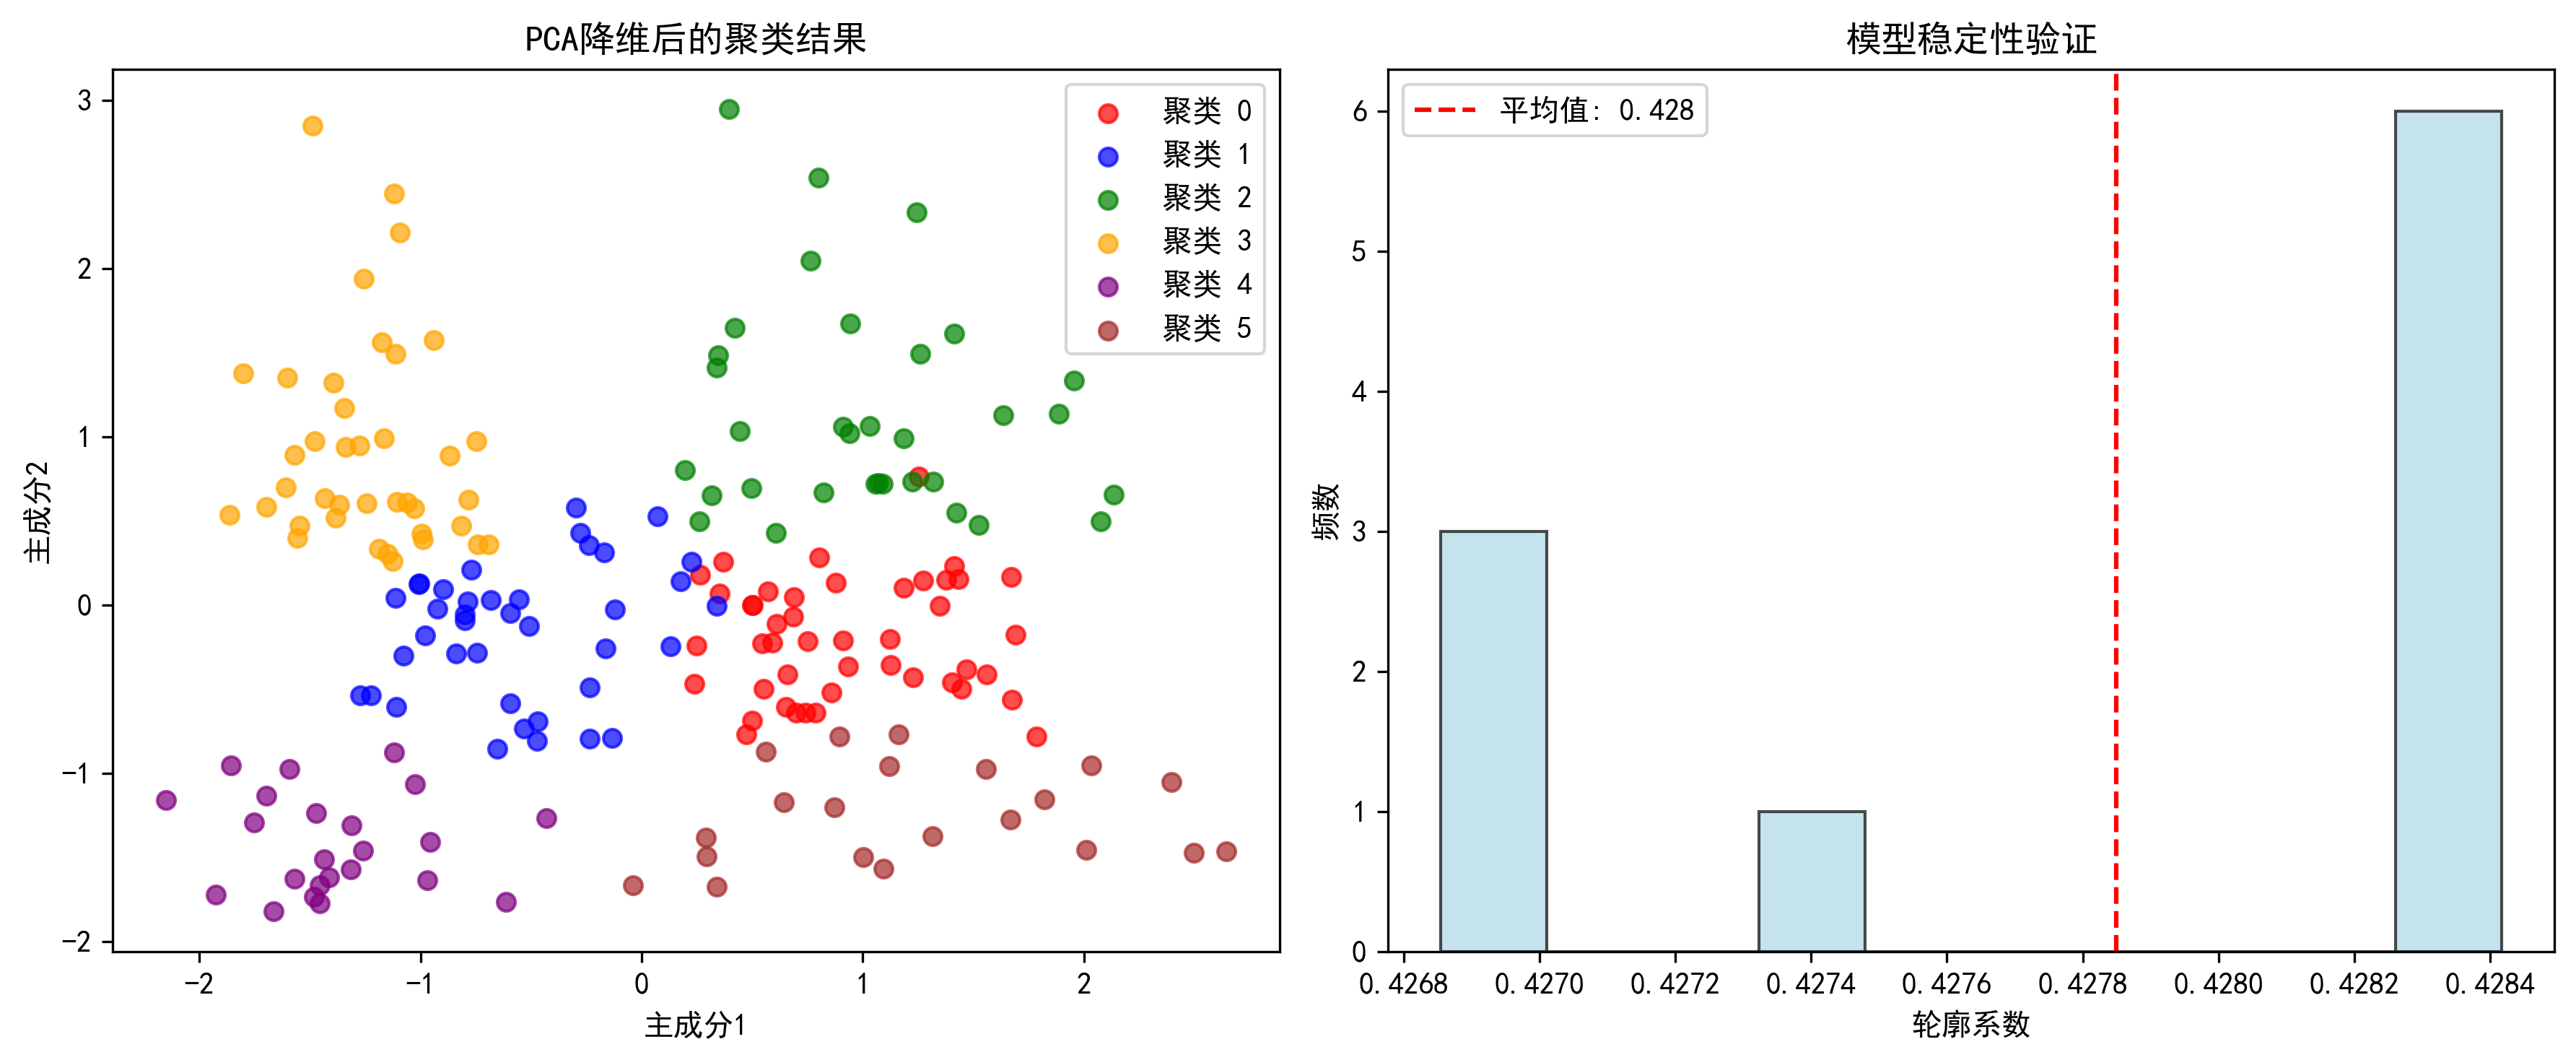 PCA降维后的聚类结果
聚类 0
聚类 1
聚类 2
聚类 3
聚类 4
聚类 5
3
2
1
0
−1
−2
主成分2
−2
−1
0
1
2
主成分1
模型稳定性验证
平均值: 0.428
6
5
4
3
2
1
0
频数
0.4268
0.4270
0.4272
0.4274
0.4276
0.4278
0.4280
0.4282
0.4284
轮廓系数